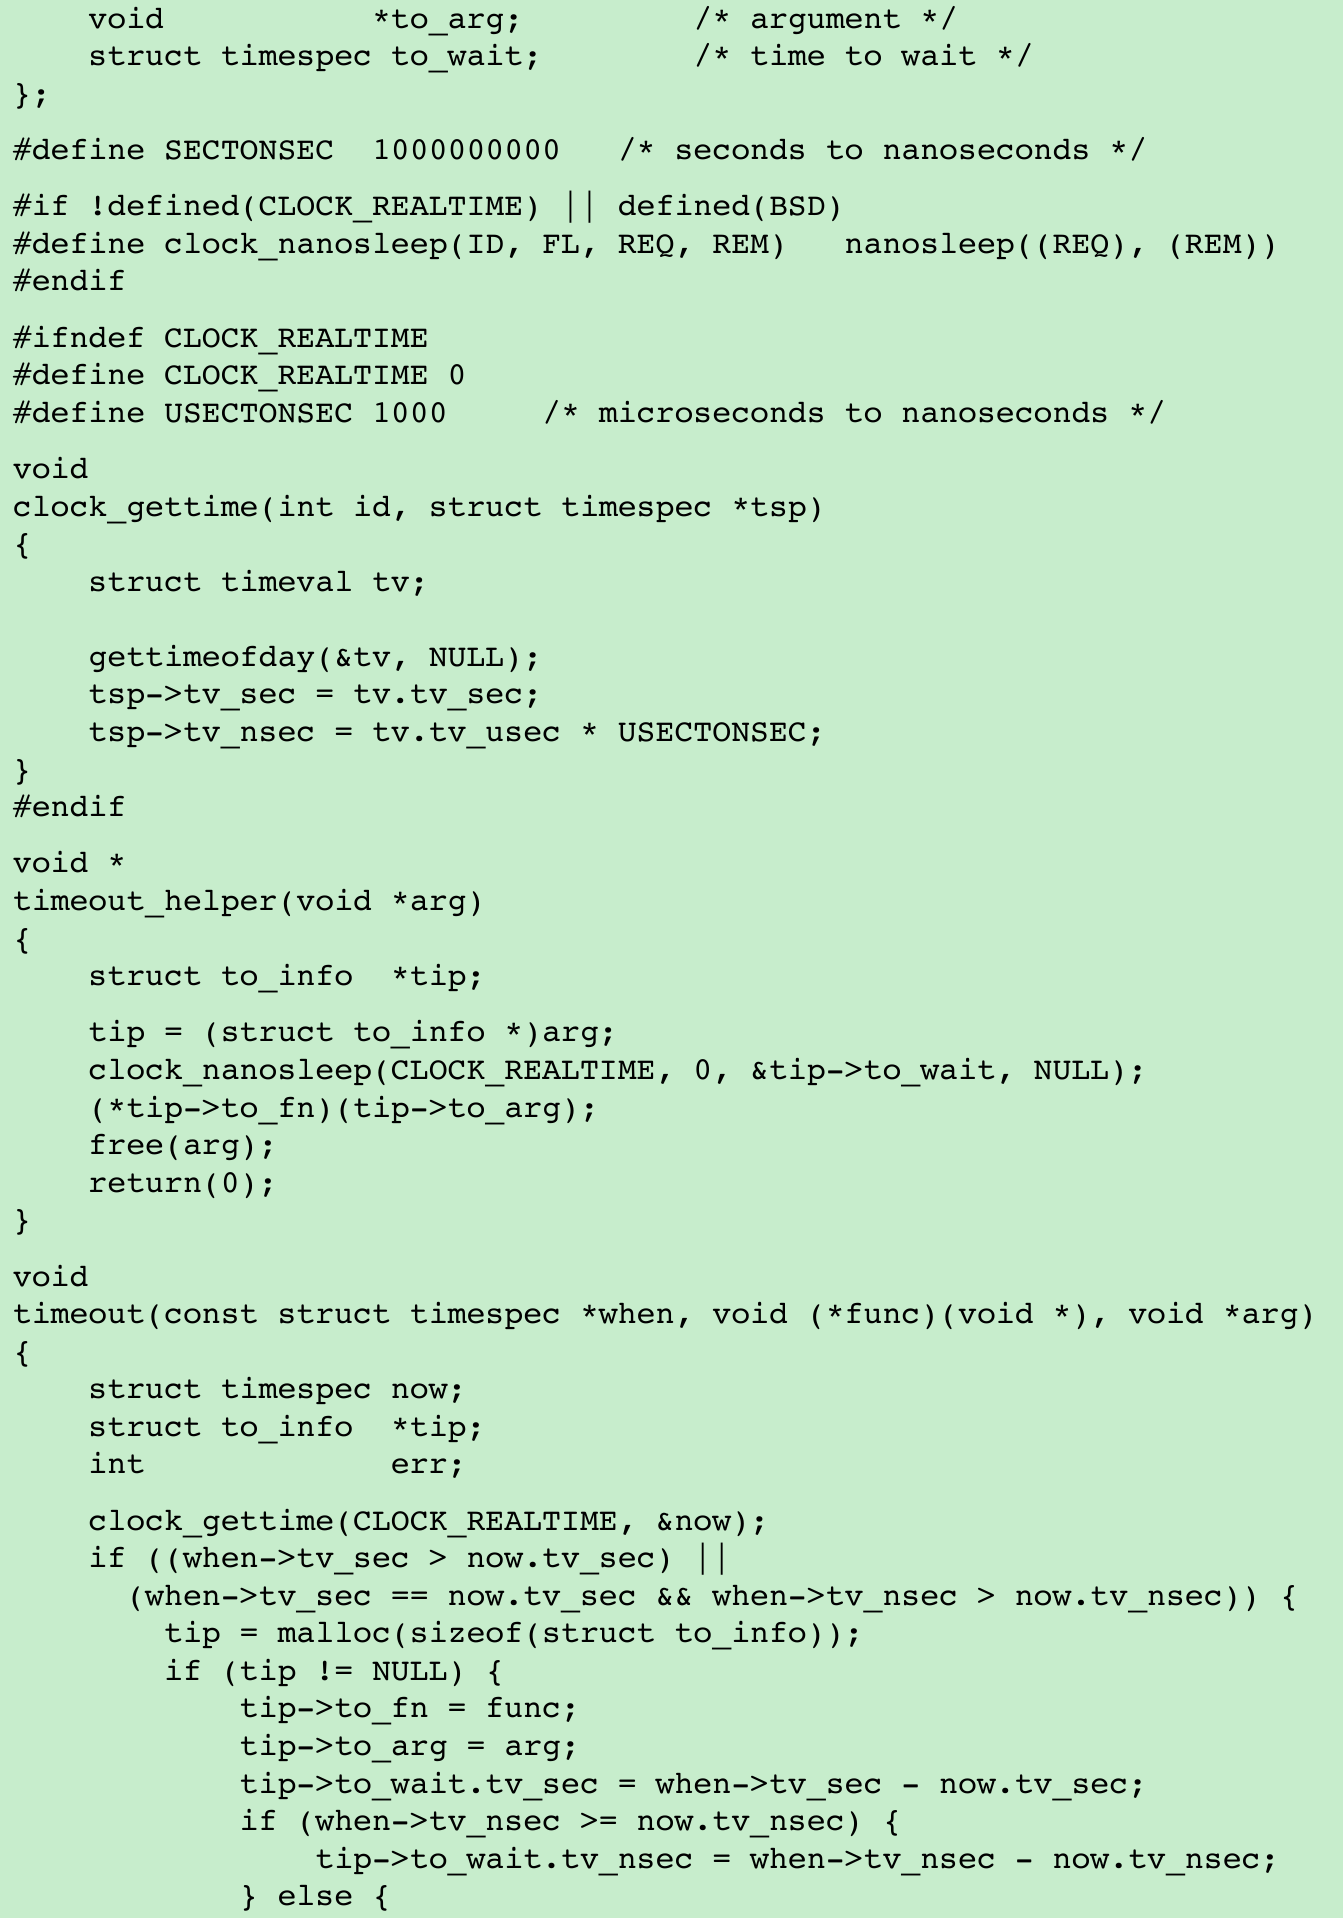 void           *to_arg;         /* argument */
    struct timespec to_wait;        /* time to wait */
};
#define SECTONSEC  1000000000   /* seconds to nanoseconds */
#if !defined(CLOCK_REALTIME) || defined(BSD)
#define clock_nanosleep(ID, FL, REQ, REM)   nanosleep((REQ), (REM))
#endif
#ifndef CLOCK_REALTIME
#define CLOCK_REALTIME 0
#define USECTONSEC 1000     /* microseconds to nanoseconds */
void
clock_gettime(int id, struct timespec *tsp)
{
    struct timeval tv;
    gettimeofday(&tv, NULL);
    tsp->tv_sec = tv.tv_sec;
    tsp->tv_nsec = tv.tv_usec * USECTONSEC;
}
#endif
void *
timeout_helper(void *arg)
{
    struct to_info  *tip;
    tip = (struct to_info *)arg;
    clock_nanosleep(CLOCK_REALTIME, 0, &tip->to_wait, NULL);
    (*tip->to_fn)(tip->to_arg);
    free(arg);
    return(0);
}
void
timeout(const struct timespec *when, void (*func)(void *), void *arg)
{
    struct timespec now;
    struct to_info  *tip;
    int             err;
    clock_gettime(CLOCK_REALTIME, &now);
    if ((when->tv_sec > now.tv_sec) ||
      (when->tv_sec == now.tv_sec && when->tv_nsec > now.tv_nsec)) {
        tip = malloc(sizeof(struct to_info));
        if (tip != NULL) {
            tip->to_fn = func;
            tip->to_arg = arg;
            tip->to_wait.tv_sec = when->tv_sec - now.tv_sec;
            if (when->tv_nsec >= now.tv_nsec) {
                tip->to_wait.tv_nsec = when->tv_nsec - now.tv_nsec;
            } else {